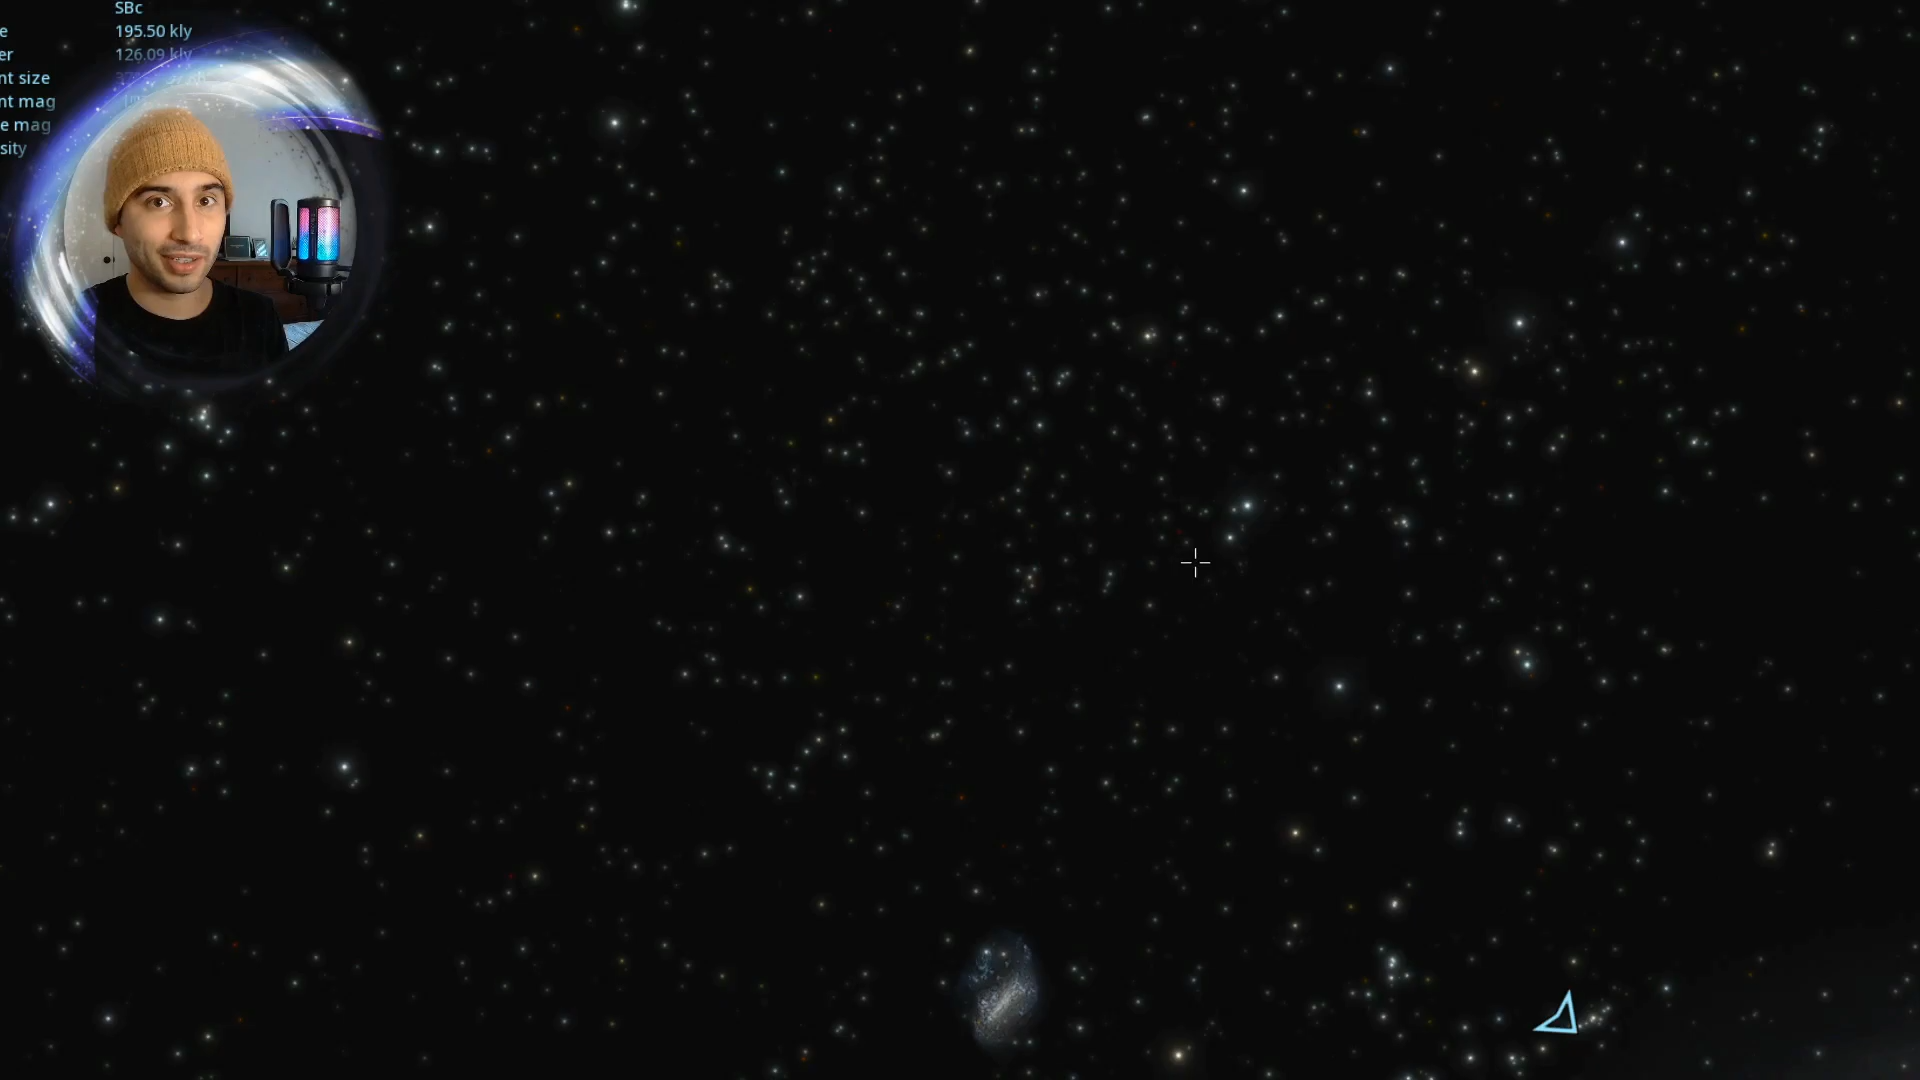 SBc
e 195.50 kly
er 126.09 kly
nt size
nt mag
e mag
sity